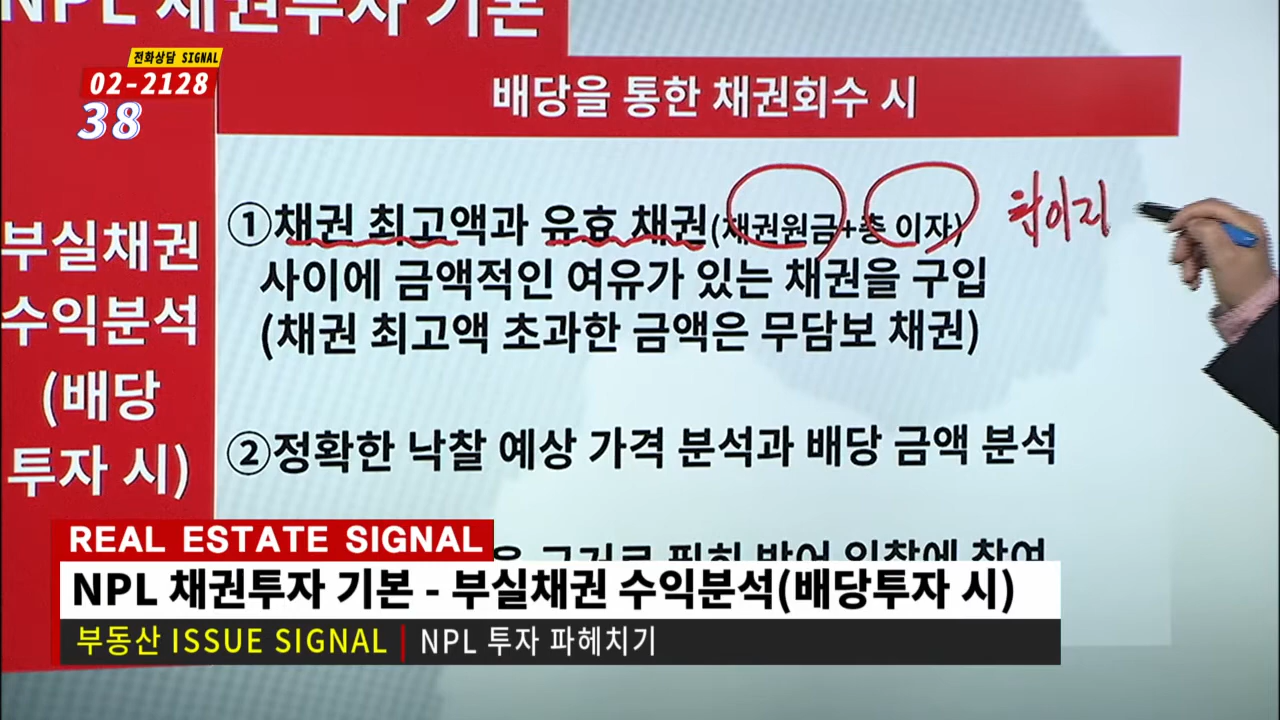 NPL 채권투자 기본
전화상담 SIGNAL
02-2128
38
배당을 통한 채권회수 시
부실채권
수익분석
(배당
투자 시)
①채권 최고액과 유효 채권(채권원금+총 이자)
사이에 금액적인 여유가 있는 채권을 구입
(채권 최고액 초과한 금액은 무담보 채권)
②정확한 낙찰 예상 가격 분석과 배당 금액 분석
REAL ESTATE SIGNAL
NPL 채권투자 기본 - 부실채권 수익분석(배당투자 시)
부동산 ISSUE SIGNAL
NPL 투자 파헤치기